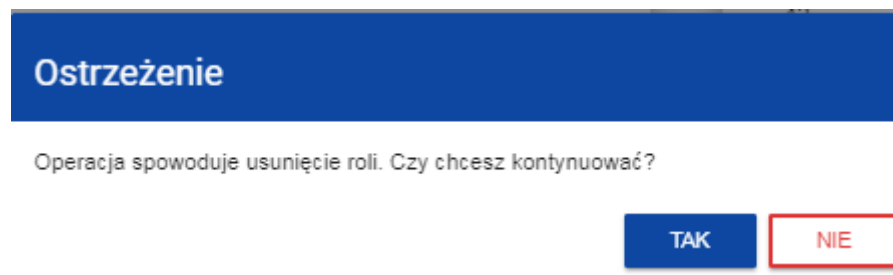 Ostrzeżenie
Operacja spowoduje usunięcie roli. Czy chcesz kontynuować?
TAK NIE